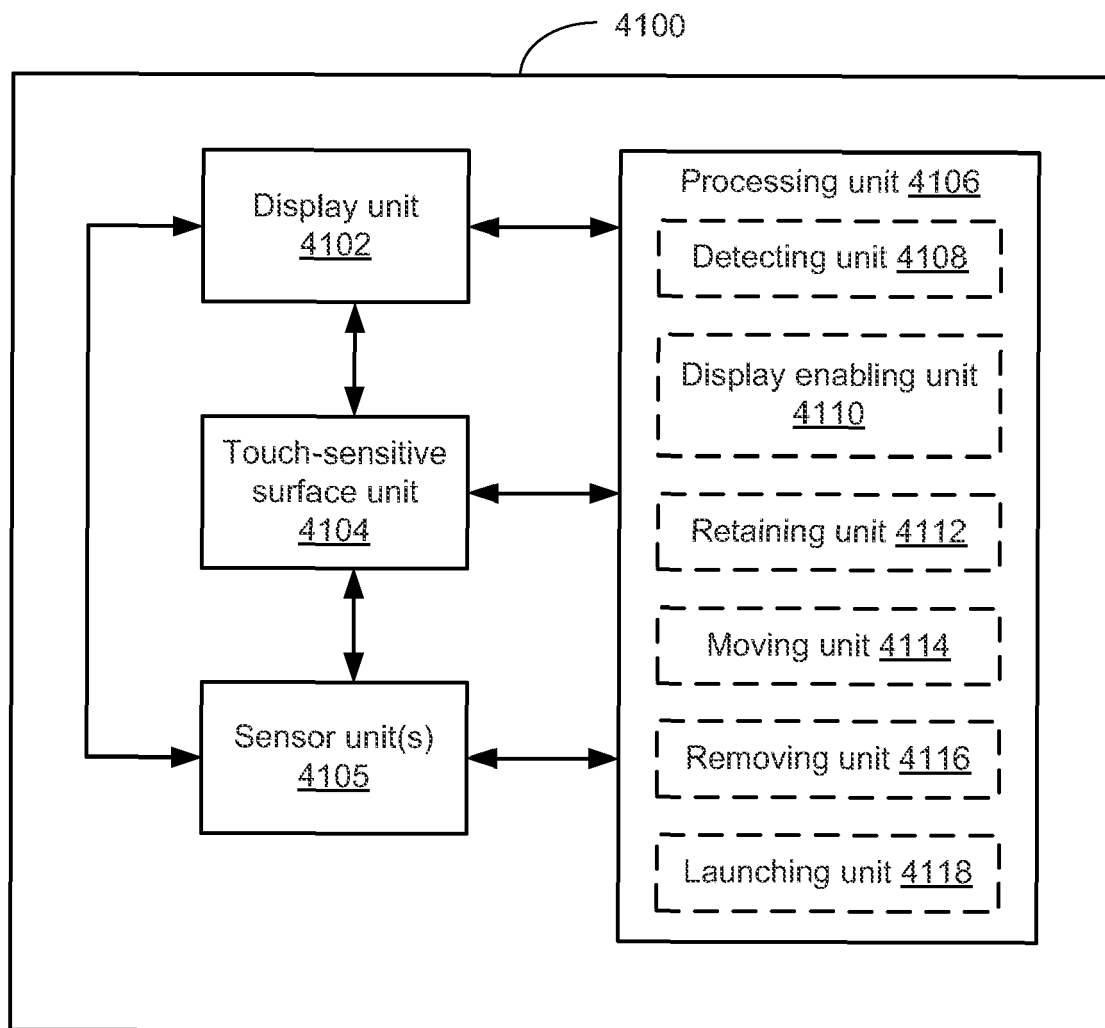 4100
Display unit
4102
Touch-sensitive
surface unit
4104
Sensor unit(s)
4105
Processing unit 4106
Detecting unit 4108
Display enabling unit
4110
Retaining unit 4112
Moving unit 4114
Removing unit 4116
Launching unit 4118